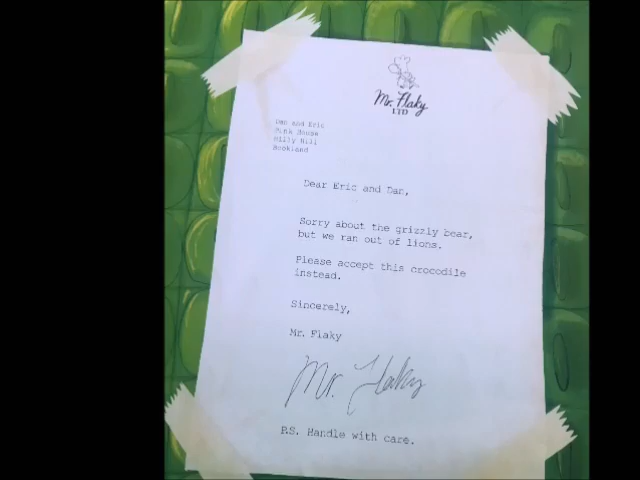 Mr. Flaky
LTD
Dan and Eric
Pink House
Hilly Hill
Bookland
Dear Eric and Dan,
Sorry about the grizzly bear,
but we ran out of lions.
Please accept this crocodile
instead.
Sincerely,
Mr. Flaky
Mr. Flaky
P.S. Handle with care.